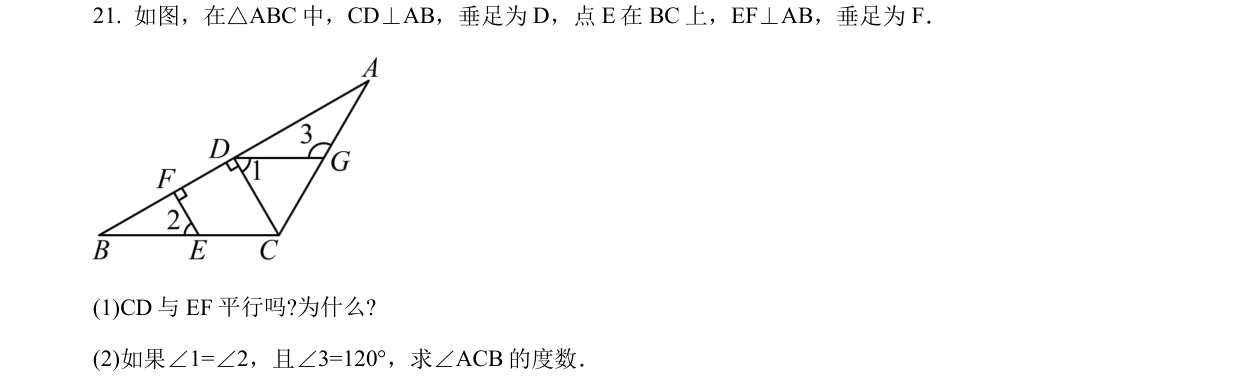 21. 如图，在△ABC 中，CD⊥AB，垂足为 D，点 E 在 BC 上，EF⊥AB，垂足为 F．
A
3
D
1
G
F
2
B
E
C
(1)CD 与 EF 平行吗?为什么?
(2)如果∠1=∠2，且∠3=120°，求∠ACB 的度数．